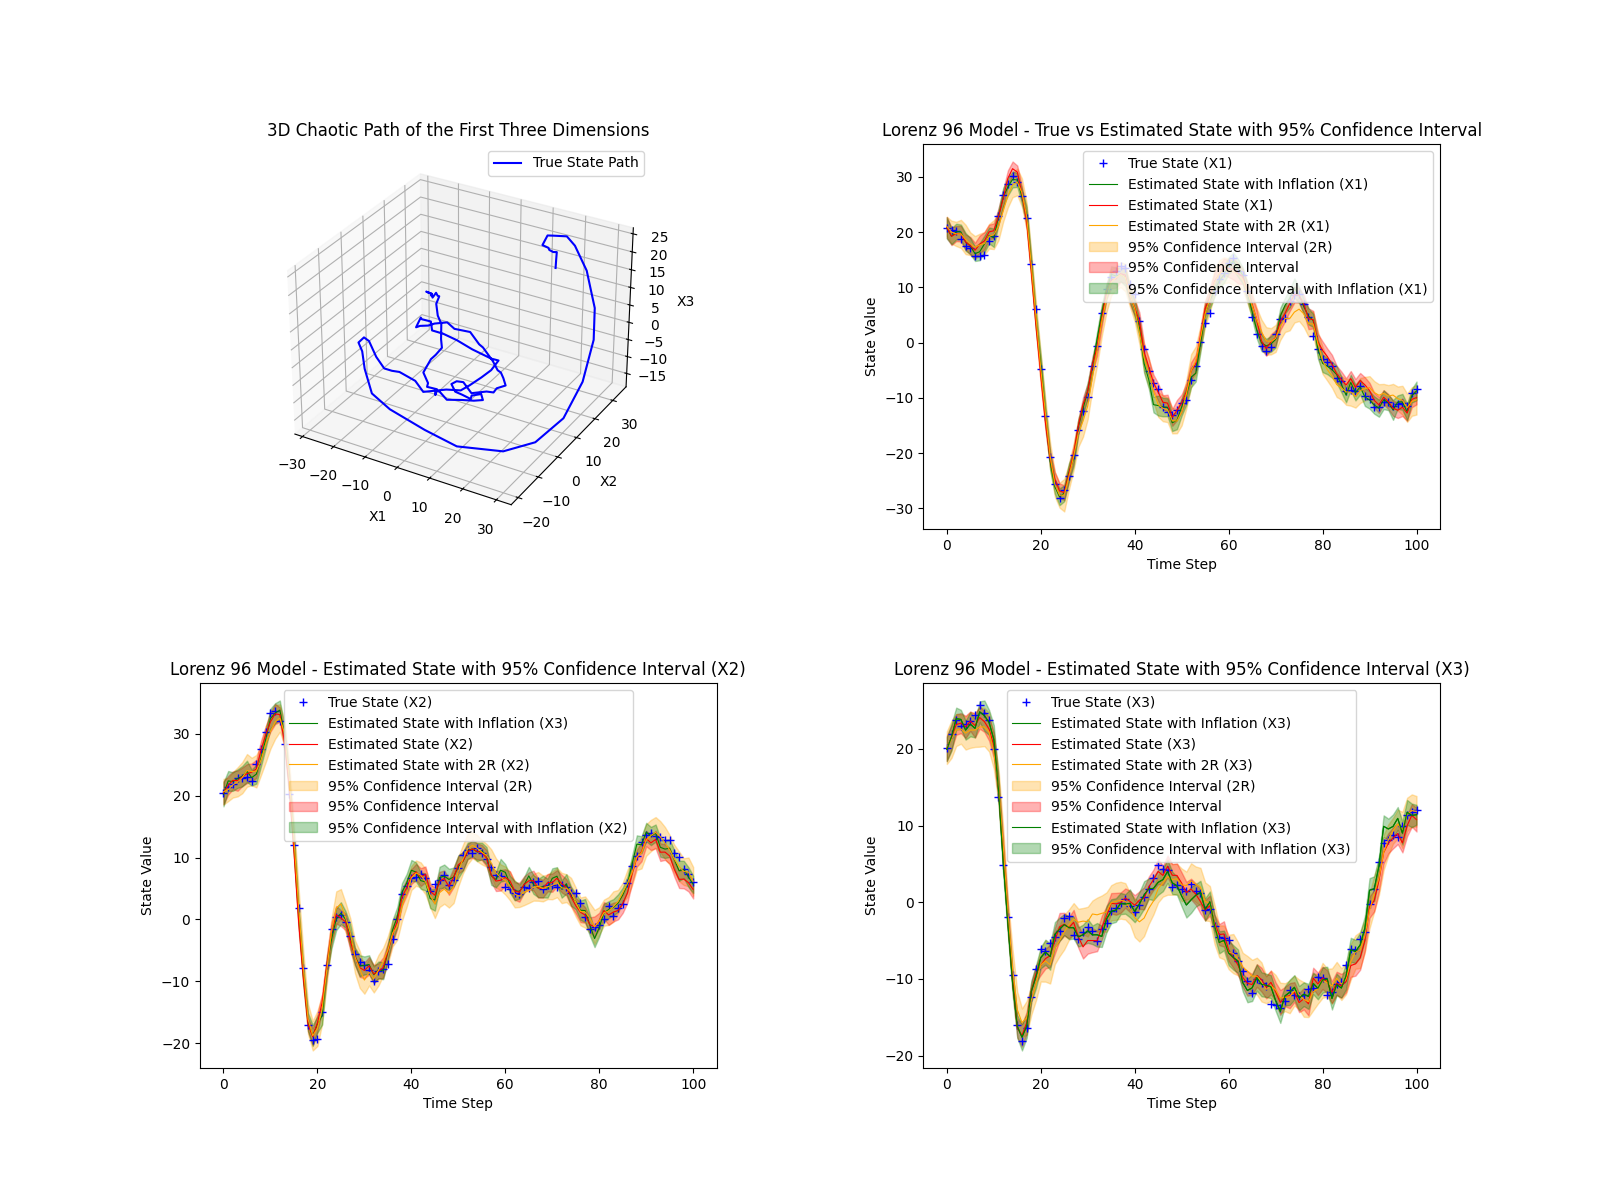 3D Chaotic Path of the First Three Dimensions
True State Path
25
20
15
10
5
0
−5
−10
−15
X3
30
20
10
0
−10
−20
X2
−30
−20
−10
0
10
20
30
X1
Lorenz 96 Model - True vs Estimated State with 95% Confidence Interval
True State (X1)
Estimated State with Inflation (X1)
Estimated State (X1)
Estimated State with 2R (X1)
95% Confidence Interval (2R)
95% Confidence Interval
95% Confidence Interval with Inflation (X1)
30
20
10
0
−10
−20
−30
State Value
0 20 40 60 80 100
Time Step
Lorenz 96 Model - Estimated State with 95% Confidence Interval (X2)
True State (X2)
Estimated State with Inflation (X3)
Estimated State (X2)
Estimated State with 2R (X2)
95% Confidence Interval (2R)
95% Confidence Interval
95% Confidence Interval with Inflation (X2)
30
20
10
0
−10
−20
State Value
0 20 40 60 80 100
Time Step
Lorenz 96 Model - Estimated State with 95% Confidence Interval (X3)
True State (X3)
Estimated State with Inflation (X3)
Estimated State (X3)
Estimated State with 2R (X3)
95% Confidence Interval (2R)
95% Confidence Interval
Estimated State with Inflation (X3)
95% Confidence Interval with Inflation (X3)
20
10
0
−10
−20
State Value
0 20 40 60 80 100
Time Step